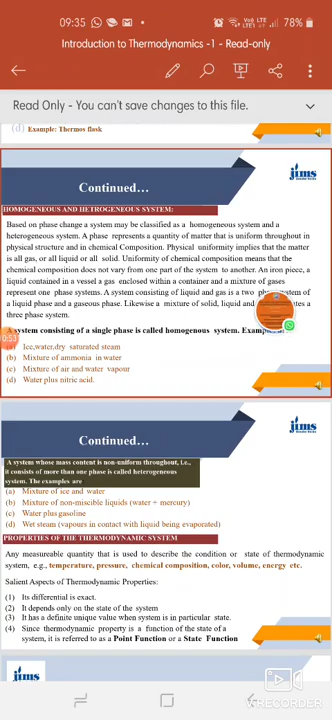 09:35
Vo) LTE
LTE1
78%
Introduction to Thermodynamics -1 - Read-only
Read Only - You can't save changes to this file.
(d) Example: Thermos flask
Continued…
jims
HOMOGENEOUS AND HETROGENEOUS SYSTEM:
Based on phase change a system may be classified as a homogeneous system and a
heterogeneous system. A phase represents a quantity of matter that is uniform throughout in
physical structure and in chemical Composition. Physical uniformity implies that the matter
is all gas, or all liquid or all solid. Uniformity of chemical composition means that the
chemical composition does not vary from one part of the system to another. An iron piece, a
liquid contained in a vessel a gas enclosed within a container and a mixture of gases
represent one phase systems. A system consisting of liquid and gas is a two
a liquid phase and a gaseous phase. Likewise a mixture of solid, liquid and
three phase system.
A system consisting of a single phase is called homogenous system.
00:53
Ice,water,dry saturated steam
(b) Mixture of ammonia in water
(c) Mixture of air and water vapour
(d) Water plus nitric acid.
Continued…
jims
A system whose mass content is non-uniform throughout, i.e.,
it consists of more than one phase is called heterogeneous
system. The examples are
(a) Mixture of ice and water
(b) Mixture of non-miscible liquids (water + mercury)
(c) Water plus gasoline
(d) Wet steam (vapours in contact with liquid being evaporated)
PROPERTIES OF THE THERMODYNAMIC SYSTEM
Any measureable quantity that is used to describe the condition or state of thermodynamic
system, e.g., temperature, pressure, chemical composition, color, volume, energy etc.
Salient Aspects of Thermodynamic Properties:
(1) Its differential is exact.
(2) It depends only on the state of the system
(3) It has a definite unique value when system is in particular state.
(4) Since thermodynamic property is a function of the state of a
system, it is referred to as a Point Function or a State Function
jims
VRECORDER